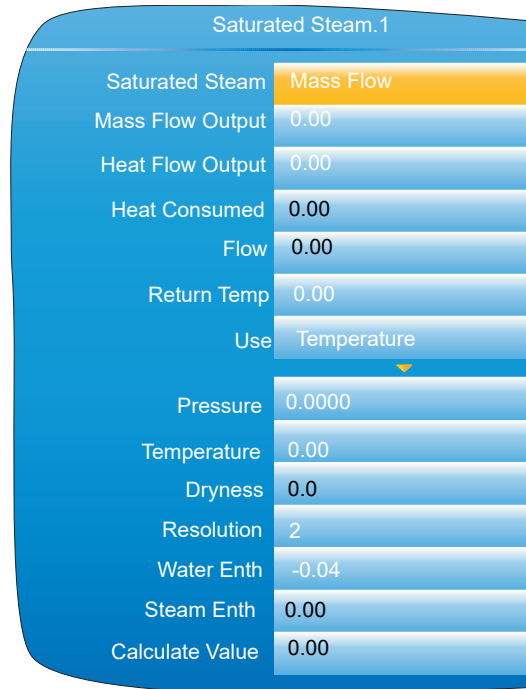 Saturated Steam.1
Saturated Steam Mass Flow
Mass Flow Output 0.00
Heat Flow Output 0.00
Heat Consumed 0.00
Flow 0.00
Return Temp 0.00
Use Temperature
Pressure 0.0000
Temperature 0.00
Dryness 0.0
Resolution 2
Water Enth -0.04
Steam Enth 0.00
Calculate Value 0.00